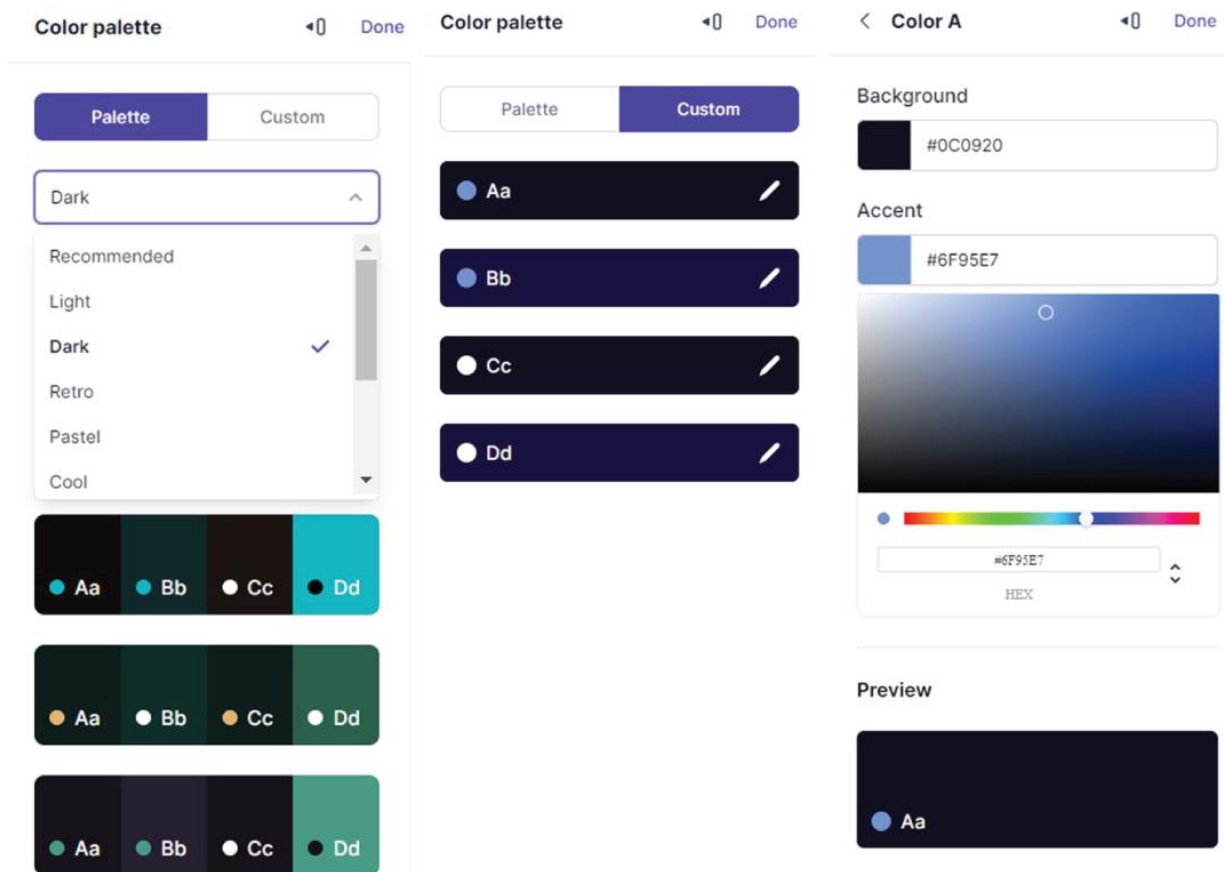 Color palette
Done
Palette
Custom
Dark
Recommended
Light
Dark
Retro
Pastel
Cool
Aa
Bb
Cc
Dd
Aa
Bb
Cc
Dd
Aa
Bb
Cc
Dd
Color palette
Done
Palette
Custom
Aa
Bb
Cc
Dd
Color A
Done
Background
#0C0920
Accent
#6F95E7
#6F95E7
HEX
Preview
Aa